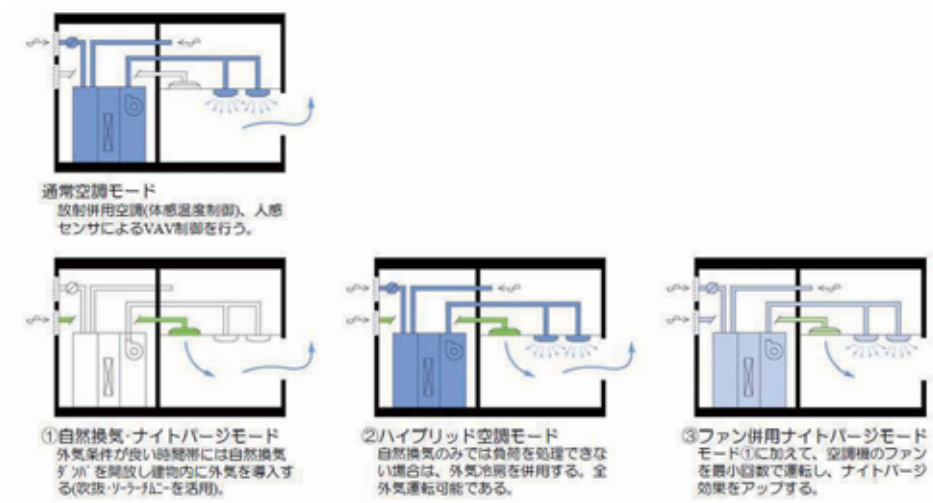 通常空調モード
放射併用空調(体感温度制御)、人感
センサによるVAV制御を行う。
①自然換気･ナイトパージモード
外気条件が良い時間帯には自然換気
ダンパを開放し建物内に外気を導入す
る(吹抜･ソーラーチムニーを活用)。
②ハイブリッド空調モード
自然換気のみでは負荷を処理できな
い場合は、外気冷房を併用する。全
外気運転可能である。
③ファン併用ナイトパージモード
モード①に加えて、空調機のファン
を最小回数で運転し、ナイトパージ
効果をアップする。